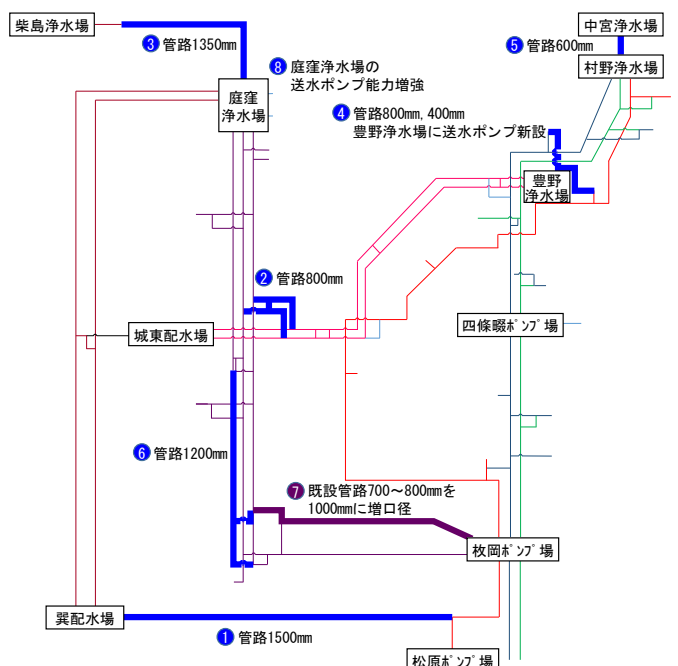 柴島浄水場
3 管路1350mm
8 庭窪浄水場の
送水ポンプ能力増強
中宮浄水場
5 管路600mm
村野浄水場
庭窪
浄水場
4 管路800mm, 400mm
豊野浄水場に送水ポンプ新設
豊野
浄水場
2 管路800mm
城東配水場
四條畷ポンプ場
6 管路1200mm
7 既設管路700～800mmを
1000mmに増口径
枚岡ポンプ場
巽配水場
1 管路1500mm
松原ポンプ場